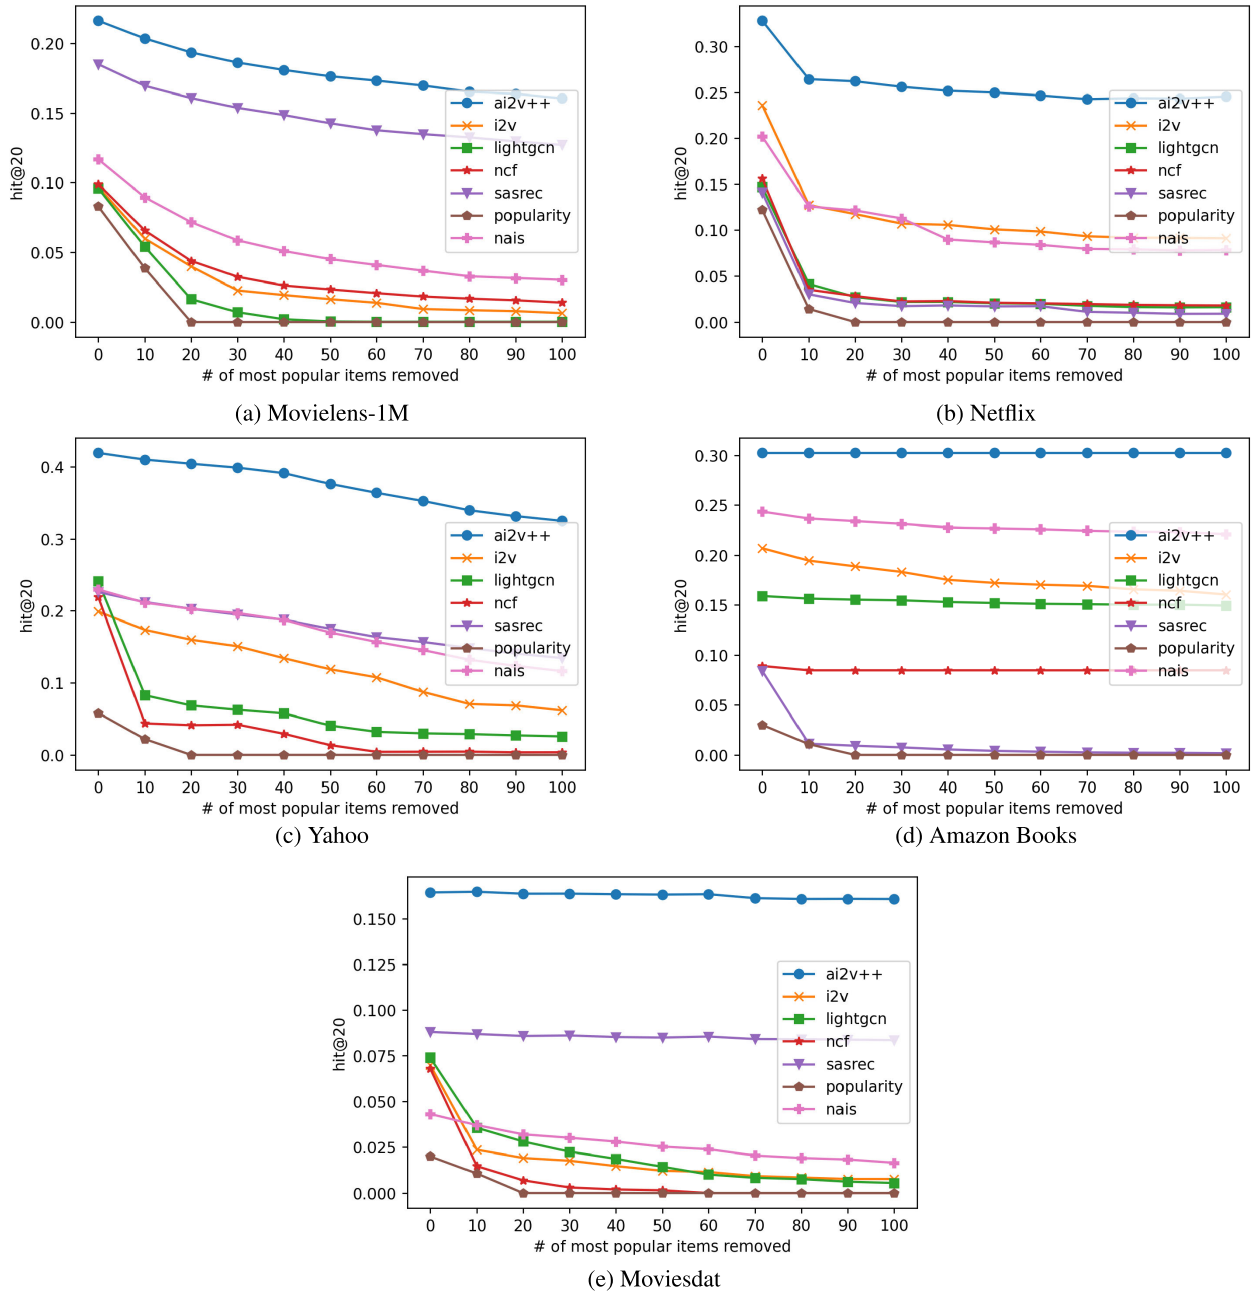 0.20
0.15
0.10
0.05
0.00
hit@20
ai2v++
i2v
lightgcn
ncf
sasrec
popularity
nais
0 10 20 30 40 50 60 70 80 90 100
# of most popular items removed
(a) Movielens-1M
0.30
0.25
0.20
0.15
0.10
0.05
0.00
hit@20
ai2v++
i2v
lightgcn
ncf
sasrec
popularity
nais
0 10 20 30 40 50 60 70 80 90 100
# of most popular items removed
(b) Netflix
0.4
0.3
0.2
0.1
0.0
hit@20
ai2v++
i2v
lightgcn
ncf
sasrec
popularity
nais
0 10 20 30 40 50 60 70 80 90 100
# of most popular items removed
(c) Yahoo
0.30
0.25
0.20
0.15
0.10
0.05
0.00
hit@20
ai2v++
i2v
lightgcn
ncf
sasrec
popularity
nais
0 10 20 30 40 50 60 70 80 90 100
# of most popular items removed
(d) Amazon Books
0.150
0.125
0.100
0.075
0.050
0.025
0.000
hit@20
ai2v++
i2v
lightgcn
ncf
sasrec
popularity
nais
0 10 20 30 40 50 60 70 80 90 100
# of most popular items removed
(e) Moviesdat